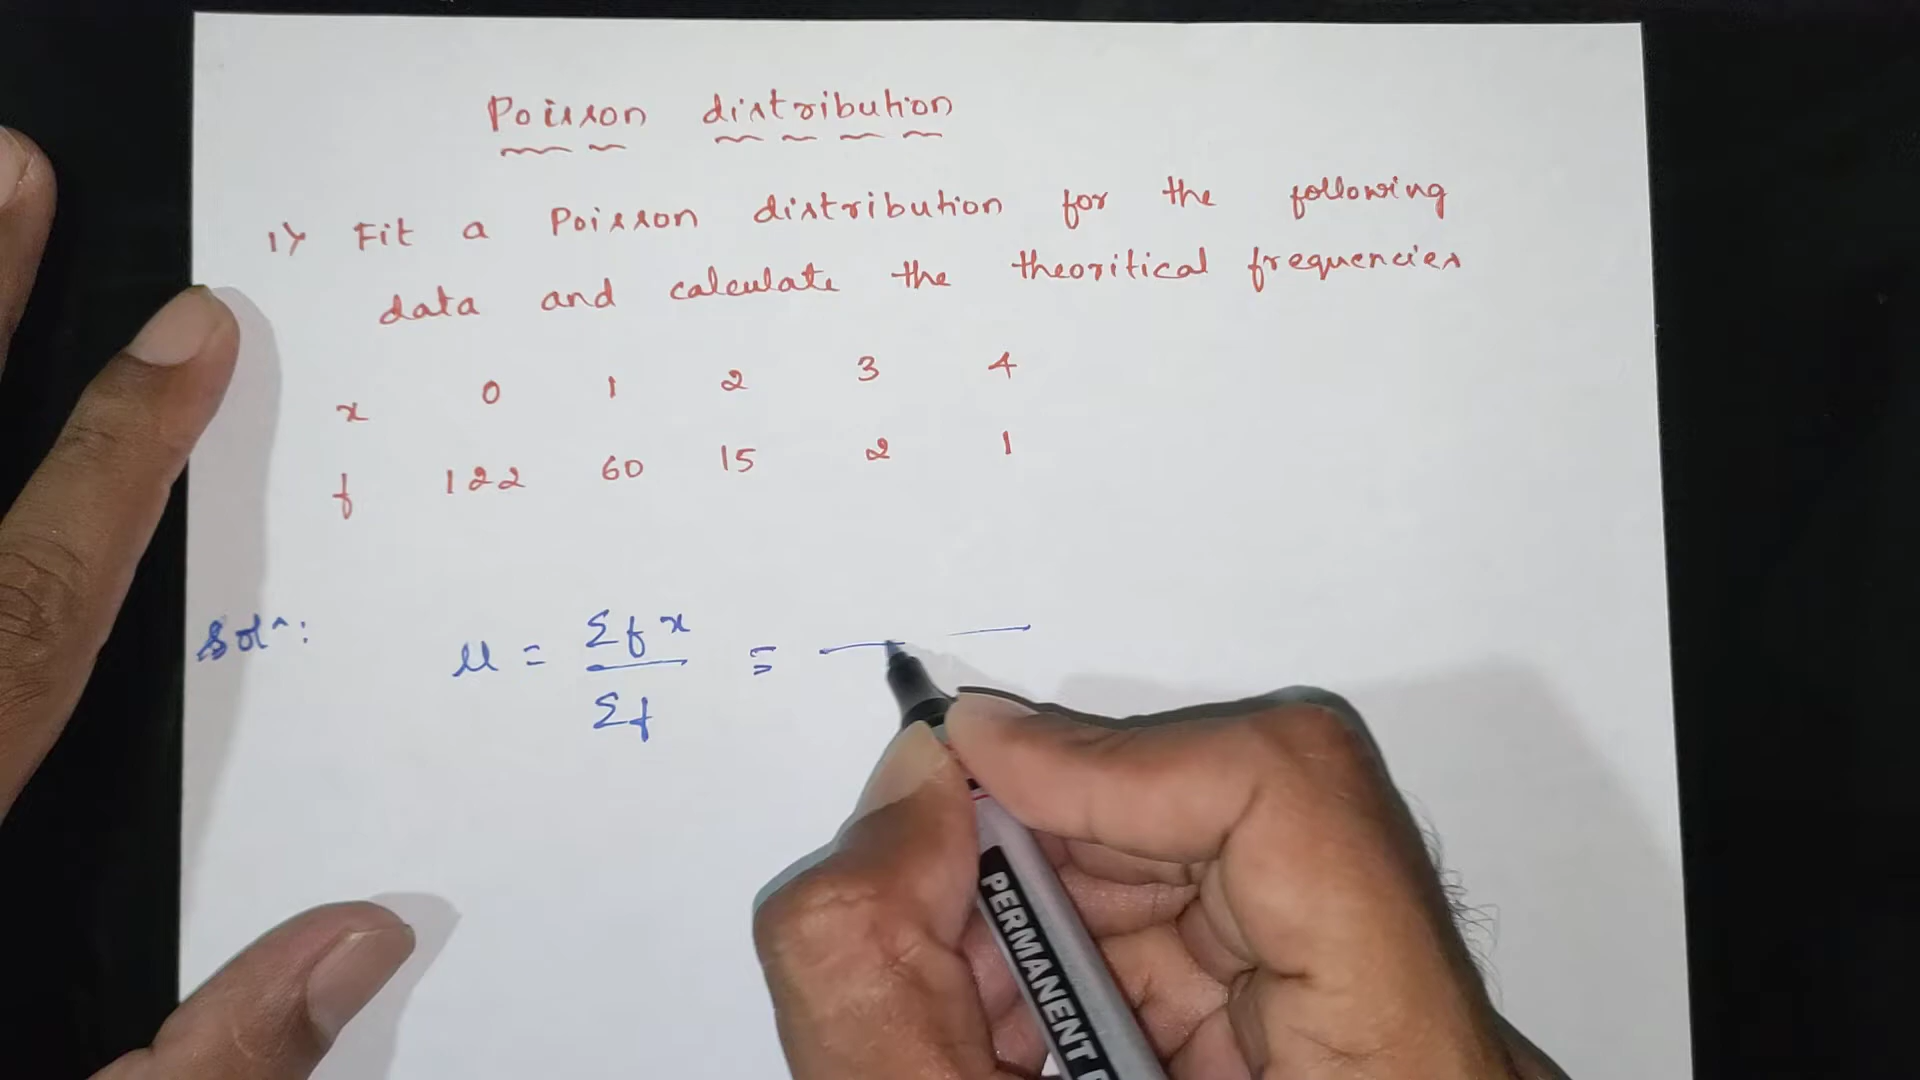 Poisson distribution
1) Fit a Poisson distribution for the following
data and calculate the theoritical frequencies
x 0 1 2 3 4
f 122 60 15 2 1
Solⁿ: μ = Σfx / Σf =
PERMANENT